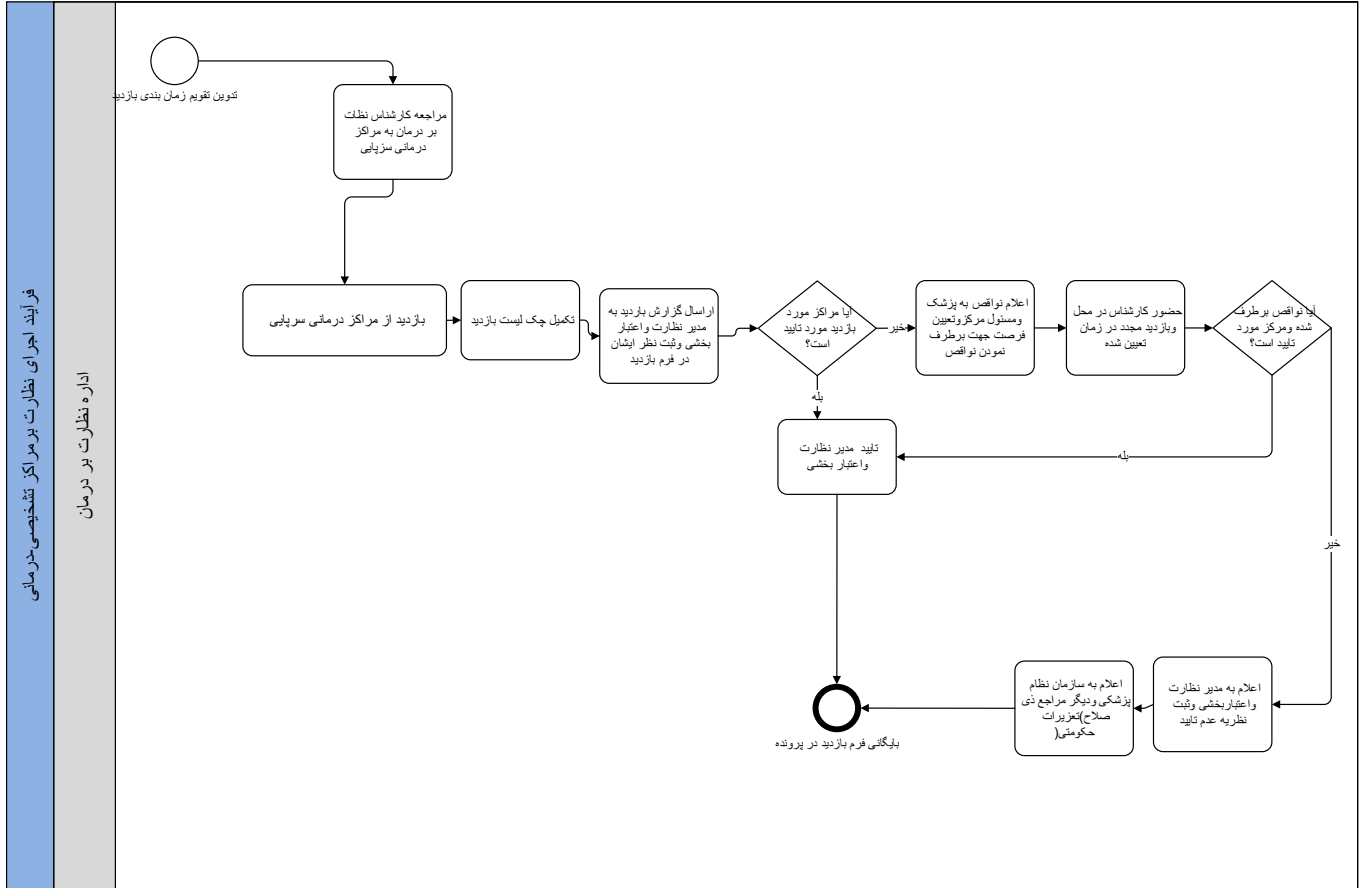 فرآیند اجرای نظارت برمراکز تشخیصی-درمانی
اداره نظارت بر درمان
تدوین تقویم زمان بندی بازدید
مراجعه کارشناس نظات
بر درمان به مراکز
درمانی سزپایی
بازدید از مراکز درمانی سرپایی
تکمیل چک لیست بازدید
اراسال گزارش باردید به
مدیر نظارت و اعتبار
بخشی وثبت نظر ایشان
در فرم بازدید
ایا مراکز مورد
بازدید مورد تایید
است؟
خیر
اعلام نواقص به پزشک
ومسئول مرکزوتعیین
فرصت جهت برطرف
نمودن نواقص
حضور کارشناس در محل
وبازدید مجدد در زمان
تعیین شده
آیا نواقص برطرف
شده ومرکز مورد
تایید است؟
بله
تایید مدیر نظارت
واعتبار بخشی
بله
خیر
اعلام به مدیر نظارت
واعتباربخشی وثبت
نظریه عدم تایید
اعلام به سازمان نظام
پزشکی ودیگر مراجع ذی
صلاح)تعزیرات
حکومتی(
بایگانی فرم بازدید در پرونده